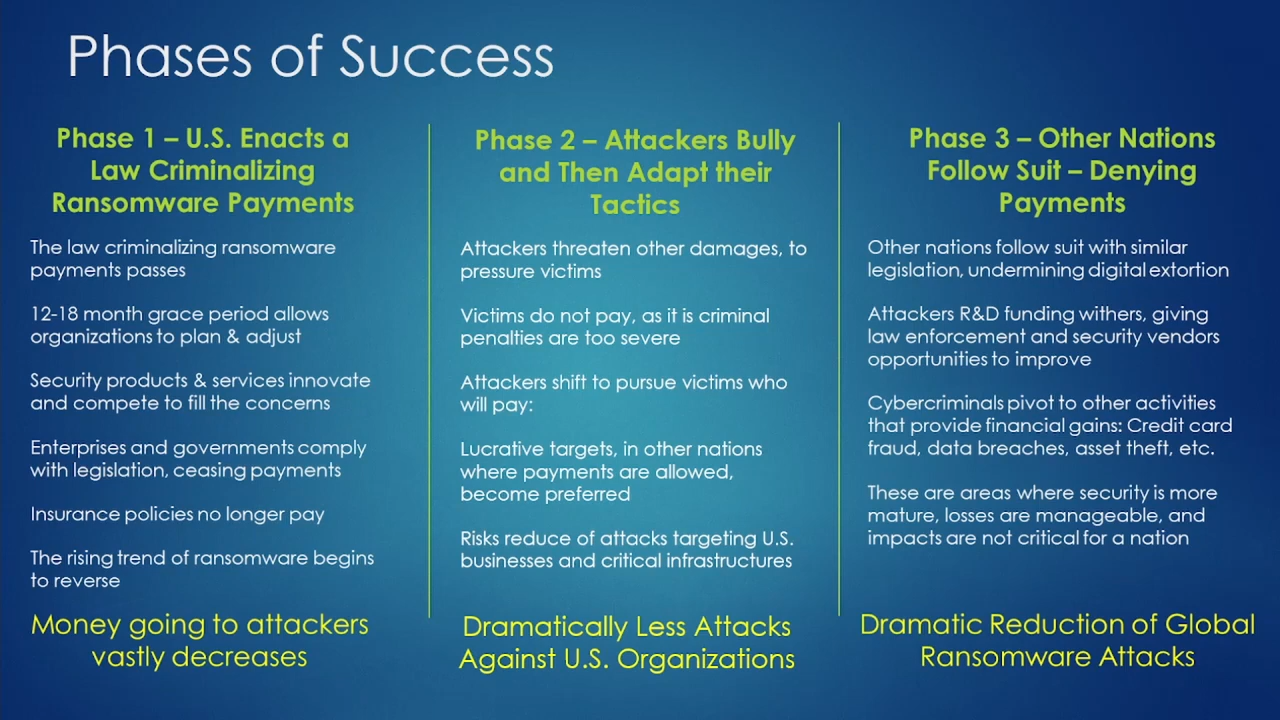 Phases of Success
Phase 1 – U.S. Enacts a
Law Criminalizing
Ransomware Payments
The law criminalizing ransomware
payments passes
12-18 month grace period allows
organizations to plan & adjust
Security products & services innovate
and compete to fill the concerns
Enterprises and governments comply
with legislation, ceasing payments
Insurance policies no longer pay
The rising trend of ransomware begins
to reverse
Money going to attackers
vastly decreases
Phase 2 – Attackers Bully
and Then Adapt their
Tactics
Attackers threaten other damages, to
pressure victims
Victims do not pay, as it is criminal
penalties are too severe
Attackers shift to pursue victims who
will pay:
Lucrative targets, in other nations
where payments are allowed,
become preferred
Risks reduce of attacks targeting U.S.
businesses and critical infrastructures
Dramatically Less Attacks
Against U.S. Organizations
Phase 3 – Other Nations
Follow Suit – Denying
Payments
Other nations follow suit with similar
legislation, undermining digital extortion
Attackers R&D funding withers, giving
law enforcement and security vendors
opportunities to improve
Cybercriminals pivot to other activities
that provide financial gains: Credit card
fraud, data breaches, asset theft, etc.
These are areas where security is more
mature, losses are manageable, and
impacts are not critical for a nation
Dramatic Reduction of Global
Ransomware Attacks